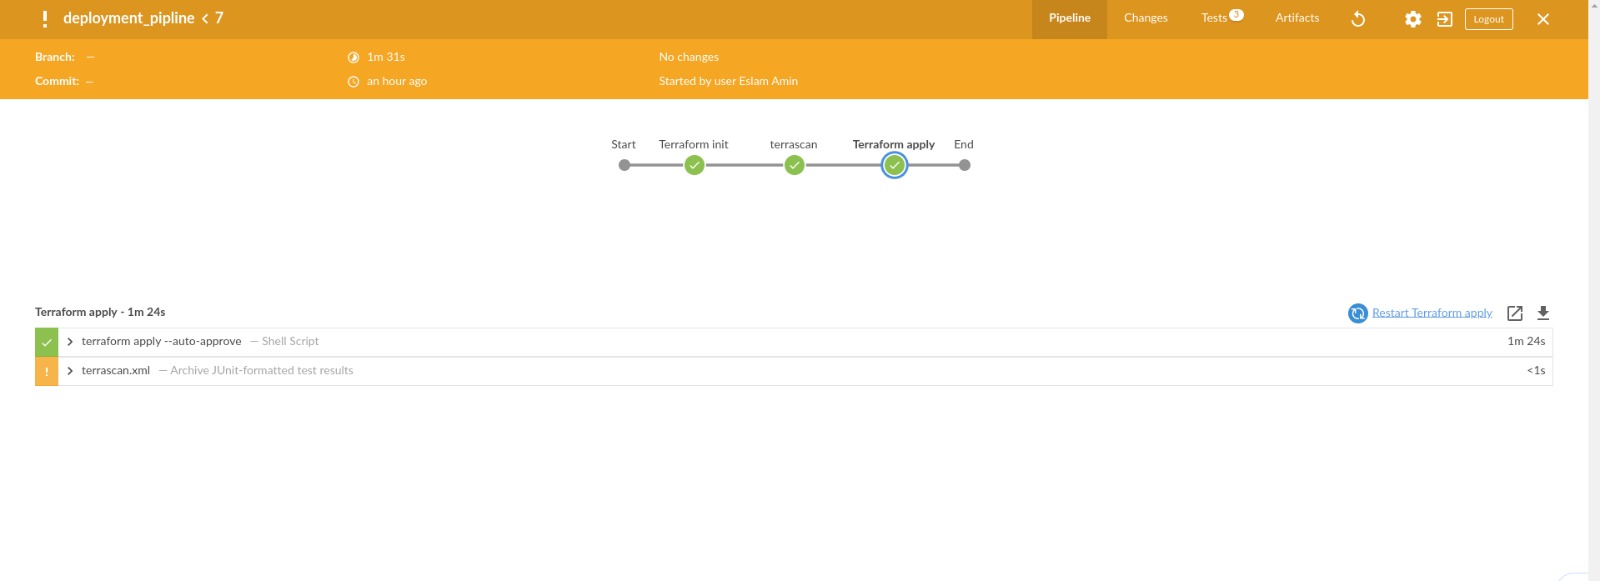 ! deployment_pipline < 7 Pipeline Changes Tests 3 Artifacts Logout
Branch: — 1m 31s No changes
Commit: — an hour ago Started by user Eslam Amin
Start Terraform init terrascan Terraform apply End
Terraform apply - 1m 24s Restart Terraform apply
terraform apply --auto-approve — Shell Script 1m 24s
! terrascan.xml — Archive JUnit-formatted test results <1s